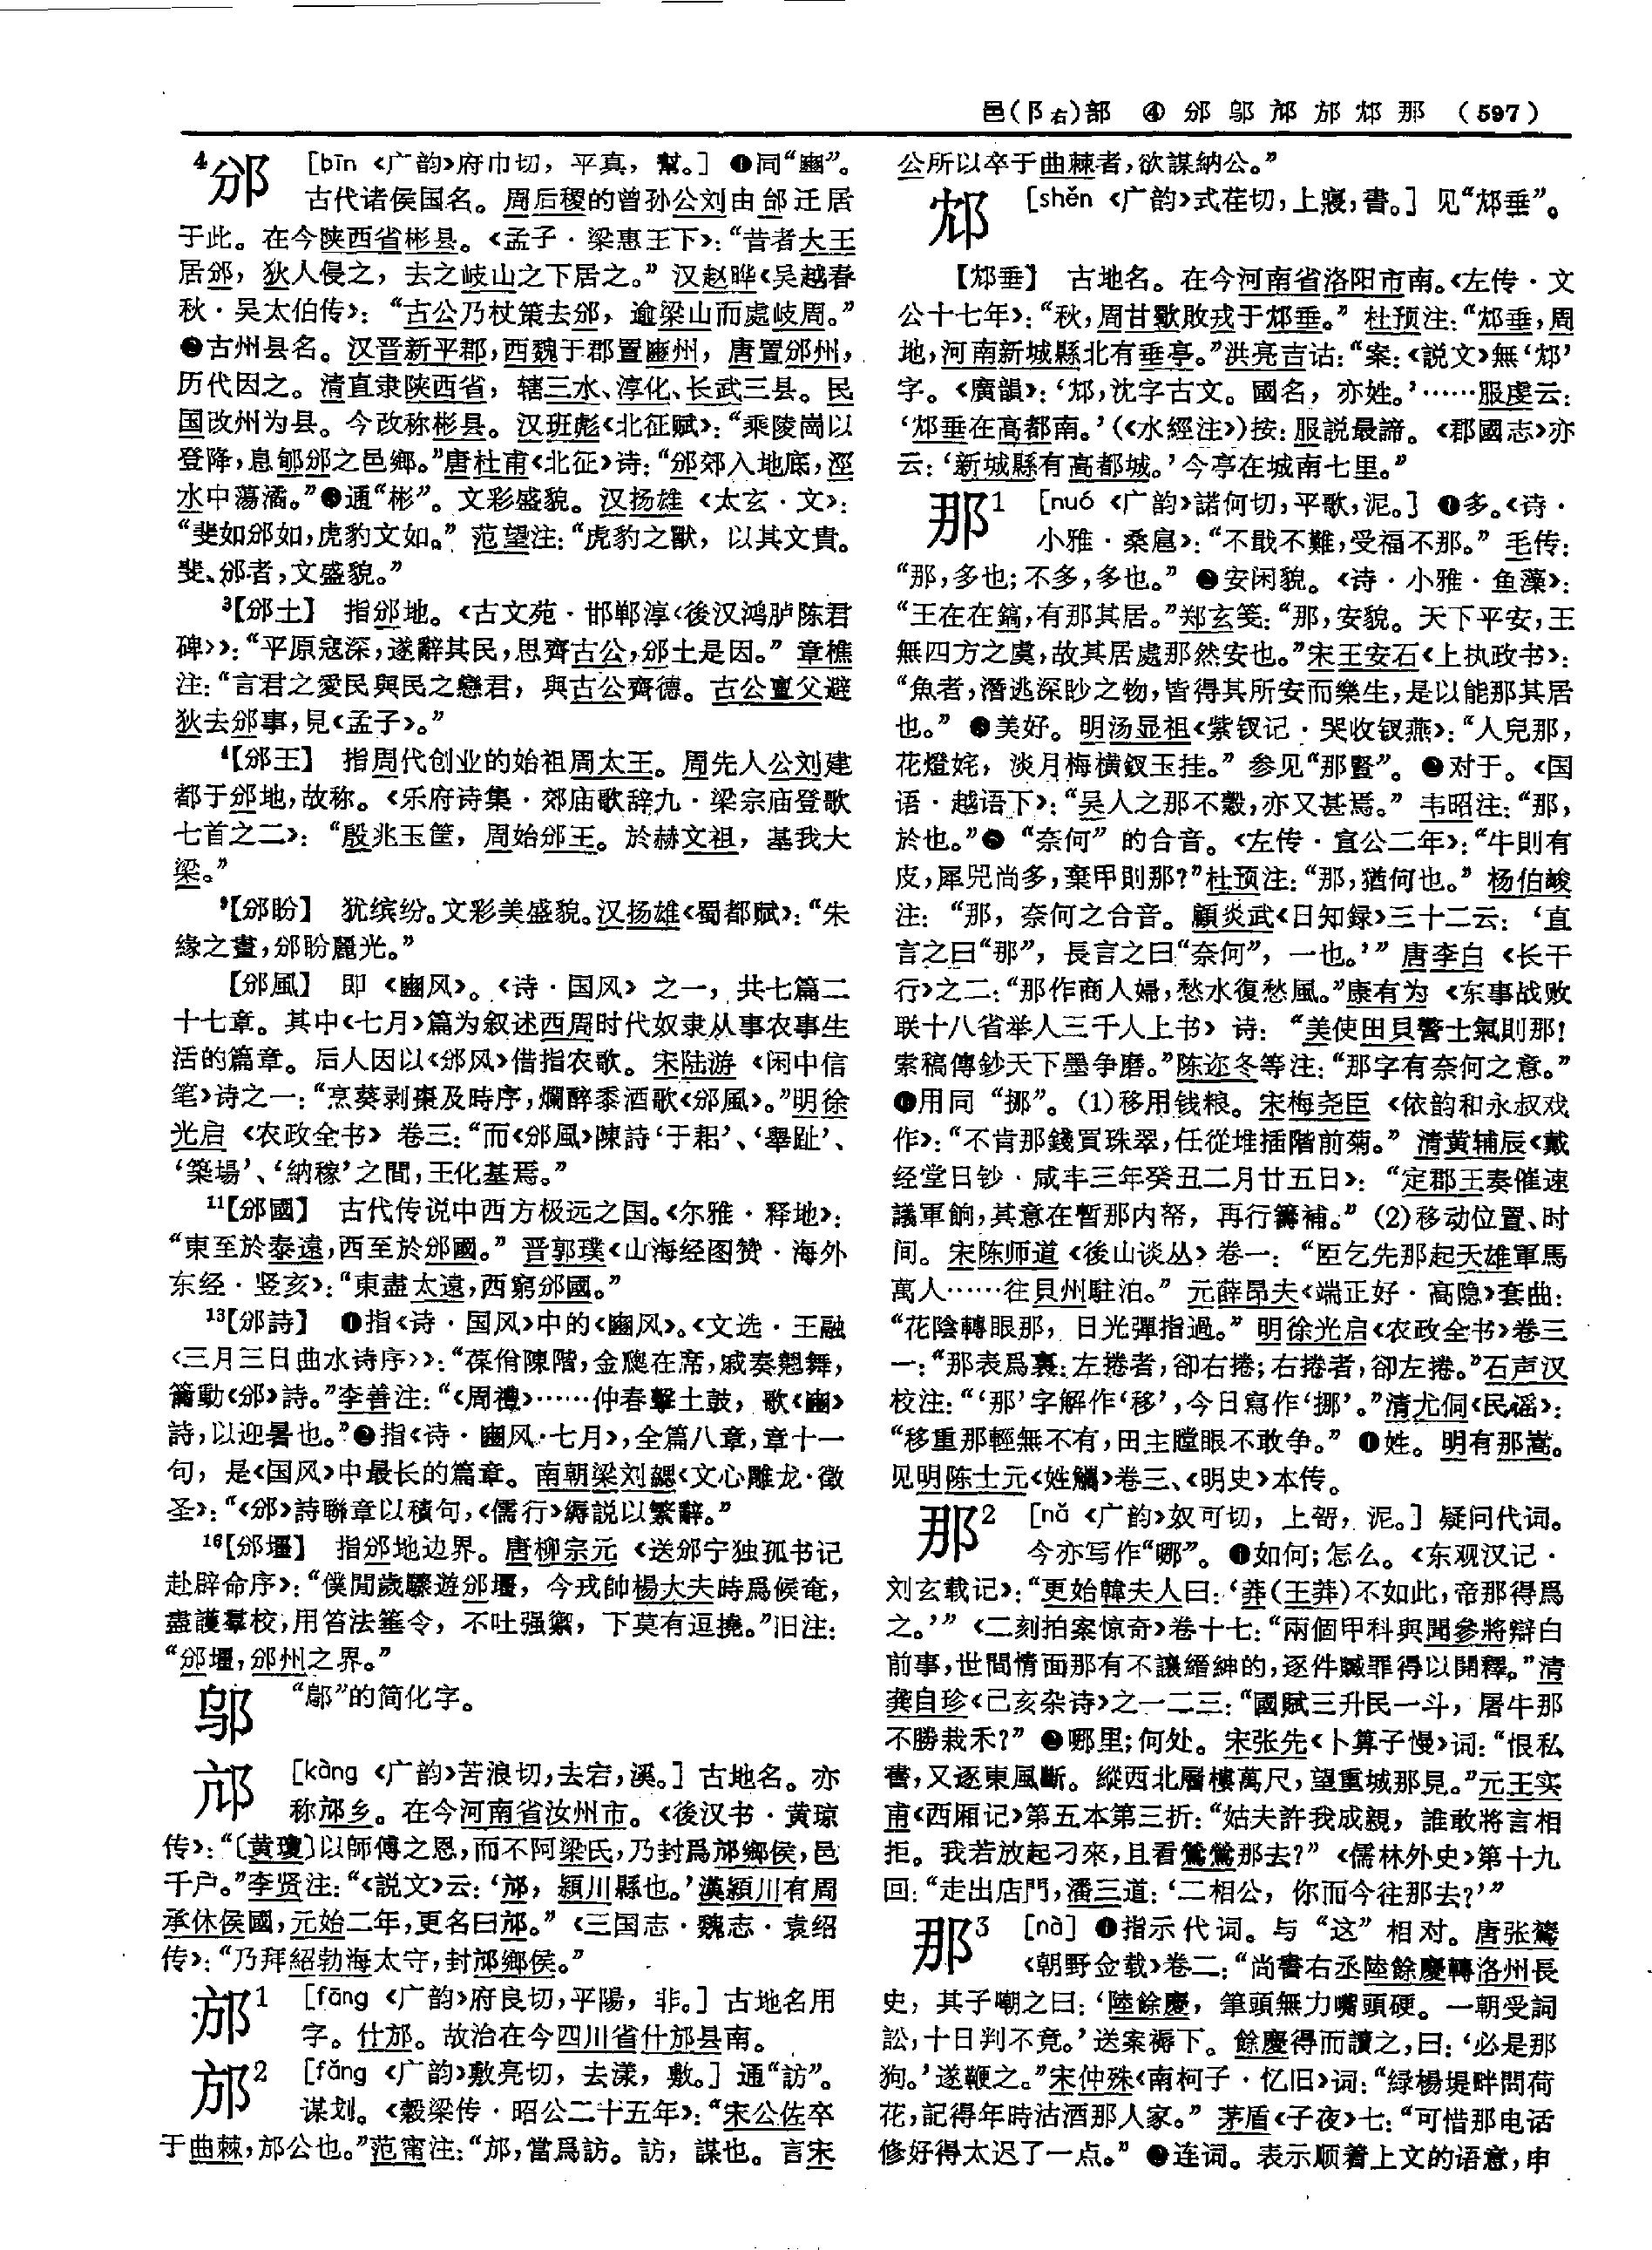 邑(阝右)部 ④ 邠 邬 邟 邡 邥 那 (597)
⁴邠 [bīn《广韵》府巾切，平真，幫。] ❶同“豳”。
古代诸侯国名。周后稷的曾孙公刘由邰迁居
于此。在今陕西省彬县。《孟子·梁惠王下》：“昔者大王
居邠，狄人侵之，去之岐山之下居之。”汉赵晔《吴越春
秋·吴太伯传》：“古公乃杖策去邠，逾梁山而處岐周。”
❷古州县名。汉晋新平郡，西魏于郡置豳州，唐置邠州，
历代因之。清直隶陕西省，辖三水、淳化、长武三县。民
国改州为县。今改称彬县。汉班彪《北征赋》：“乘陵崗以
登降，息郇邠之邑鄉。”唐杜甫《北征》诗：“邠郊入地底，涇
水中蕩潏。”❸通“彬”。文彩盛貌。汉扬雄《太玄·文》：
“斐如邠如，虎豹文如。”范望注：“虎豹之獸，以其文貴。
斐、邠者，文盛貌。”
³【邠土】 指邠地。《古文苑·邯郸淳〈後汉鸿胪陈君
碑〉》：“平原寇深，遂辭其民，思齊古公，邠土是因。”章樵
注：“言君之愛民與民之戀君，與古公齊德。古公亶父避
狄去邠事，見《孟子》。”
⁴【邠王】 指周代创业的始祖周太王。周先人公刘建
都于邠地，故称。《乐府诗集·郊庙歌辞九·梁宗庙登歌
七首之二》：“殷兆玉筐，周始邠王。於赫文祖，基我大
梁。”
⁹【邠盼】 犹缤纷。文彩美盛貌。汉扬雄《蜀都赋》：“朱
緣之畫，邠盼麗光。”
【邠風】 即《豳风》。《诗·国风》之一，共七篇二
十七章。其中《七月》篇为叙述西周时代奴隶从事农事生
活的篇章。后人因以《邠风》借指农歌。宋陆游《闲中信
笔》诗之一：“烹葵剥棗及時序，爛醉黍酒歌《邠風》。”明徐
光启《农政全书》卷三：“而《邠風》陳詩‘于耜’、‘舉趾’、
‘築場’、‘納稼’之間，王化基焉。”
¹¹【邠國】 古代传说中西方极远之国。《尔雅·释地》：
“東至於泰遠，西至於邠國。”晋郭璞《山海经图赞·海外
东经·竖亥》：“東盡太遠，西窮邠國。”
¹³【邠詩】 ❶指《诗·国风》中的《豳风》。《文选·王融
〈三月三日曲水诗序〉》：“葆佾陳階，金瓟在席，戚奏翹舞，
籥動《邠》詩。”李善注：“《周禮》……仲春擊土鼓，歌《豳》
詩，以迎暑也。”❷指《诗·豳风·七月》，全篇八章，章十一
句，是《国风》中最长的篇章。南朝梁刘勰《文心雕龙·徵
圣》：“《邠》詩聯章以積句，《儒行》縟説以繁辭。”
¹⁶【邠壃】 指邠地边界。唐柳宗元《送邠宁独孤书记
赴辟命序》：“僕閒歲驟遊邠壃，今戎帥楊大夫時爲候奄，
盡護羣校，用笞法箠令，不吐强禦，下莫有逗撓。”旧注：
“邠壃，邠州之界。”
邬 “鄔”的简化字。
邟 [kàng《广韵》苦浪切，去宕，溪。] 古地名。亦
称邟乡。在今河南省汝州市。《後汉书·黄琼
传》：“〔黄瓊〕以師傅之恩，而不阿梁氏，乃封爲邟鄉侯，邑
千户。”李贤注：“《説文》云：‘邟，潁川縣也。’漢潁川有周
承休侯國，元始二年，更名曰邟。”《三国志·魏志·袁绍
传》：“乃拜紹勃海太守，封邟鄉侯。”
邡¹ [fāng《广韵》府良切，平陽，非。] 古地名用
字。什邡。故治在今四川省什邡县南。
邡² [fǎng《广韵》敷亮切，去漾，敷。] 通“訪”。
谋划。《穀梁传·昭公二十五年》：“宋公佐卒
于曲棘，邡公也。”范甯注：“邡，當爲訪。訪，謀也。言宋
公所以卒于曲棘者，欲謀納公。”
邥 [shěn《广韵》式荏切，上寢，書。] 见“邥垂”。
【邥垂】 古地名。在今河南省洛阳市南。《左传·文
公十七年》：“秋，周甘歜敗戎于邥垂。”杜预注：“邥垂，周
地，河南新城縣北有垂亭。”洪亮吉诂：“案：《説文》無‘邥’
字。《廣韻》：‘邥，沈字古文。國名，亦姓。’……服虔云：
‘邥垂在高都南。’（《水經注》）按：服説最諦。《郡國志》亦
云：‘新城縣有高都城。’今亭在城南七里。”
那¹ [nuó《广韵》諾何切，平歌，泥。] ❶多。《诗·
小雅·桑扈》：“不戢不難，受福不那。”毛传：
“那，多也；不多，多也。”❷安闲貌。《诗·小雅·鱼藻》：
“王在在鎬，有那其居。”郑玄笺：“那，安貌。天下平安，王
無四方之虞，故其居處那然安也。”宋王安石《上执政书》：
“魚者，潛逃深眇之物，皆得其所安而樂生，是以能那其居
也。”❸美好。明汤显祖《紫钗记·哭收钗燕》：“人兒那，
花燈姹，淡月梅橫釵玉挂。”参见“那賢”。❹对于。《国
语·越语下》：“吴人之那不穀，亦又甚焉。”韦昭注：“那，
於也。”❺“奈何”的合音。《左传·宣公二年》：“牛則有
皮，犀兕尚多，棄甲則那？”杜预注：“那，猶何也。”杨伯峻
注：“那，奈何之合音。顧炎武《日知録》三十二云：‘直
言之曰“那”，長言之曰“奈何”，一也。’”唐李白《长干
行》之二：“那作商人婦，愁水復愁風。”康有为《东事战败
联十八省举人三千人上书》诗：“美使田貝驚士氣則那！
索稿傳鈔天下墨争磨。”陈迩冬等注：“那字有奈何之意。”
❻用同“挪”。(1)移用钱粮。宋梅尧臣《依韵和永叔戏
作》：“不肯那錢買珠翠，任從堆插階前菊。”清黄辅辰《戴
经堂日钞·咸丰三年癸丑二月廿五日》：“定郡王奏催速
議軍餉，其意在暫那内帑，再行籌補。”(2)移动位置、时
间。宋陈师道《後山谈丛》卷一：“臣乞先那起天雄軍馬
萬人……往貝州駐泊。”元薛昂夫《端正好·高隐》套曲：
“花陰轉眼那，日光彈指過。”明徐光启《农政全书》卷三
一：“那表爲裏：左捲者，卻右捲；右捲者，卻左捲。”石声汉
校注：“‘那’字解作‘移’，今日寫作‘挪’。”清尤侗《民谣》：
“移重那輕無不有，田主瞠眼不敢争。”❼姓。明有那嵩。
见明陈士元《姓觿》卷三、《明史》本传。
那² [nǎ《广韵》奴可切，上哿，泥。] 疑问代词。
今亦写作“哪”。❶如何；怎么。《东观汉记·
刘玄载记》：“更始韓夫人曰：‘莽（王莽）不如此，帝那得爲
之。’”《二刻拍案惊奇》卷十七：“兩個甲科與聞參將辯白
前事，世間情面那有不讓縉紳的，逐件贓罪得以開釋。”清
龚自珍《己亥杂诗》之一二三：“國賦三升民一斗，屠牛那
不勝栽禾？”❷哪里；何处。宋张先《卜算子慢》词：“恨私
書，又逐東風斷。縱西北層樓萬尺，望重城那見。”元王实
甫《西厢记》第五本第三折：“姑夫許我成親，誰敢將言相
拒。我若放起刁來，且看鶯鶯那去？”《儒林外史》第十九
回：“走出店門，潘三道：‘二相公，你而今往那去？’”
那³ [nà] ❶指示代词。与“这”相对。唐张鷟
《朝野佥载》卷二：“尚書右丞陸餘慶轉洛州長
史，其子嘲之曰：‘陸餘慶，筆頭無力嘴頭硬。一朝受詞
訟，十日判不竟。’送案褥下。餘慶得而讀之，曰：‘必是那
狗。’遂鞭之。”宋仲殊《南柯子·忆旧》词：“緑楊堤畔問荷
花，記得年時沽酒那人家。”茅盾《子夜》七：“可惜那电话
修好得太迟了一点。”❷连词。表示顺着上文的语意，申